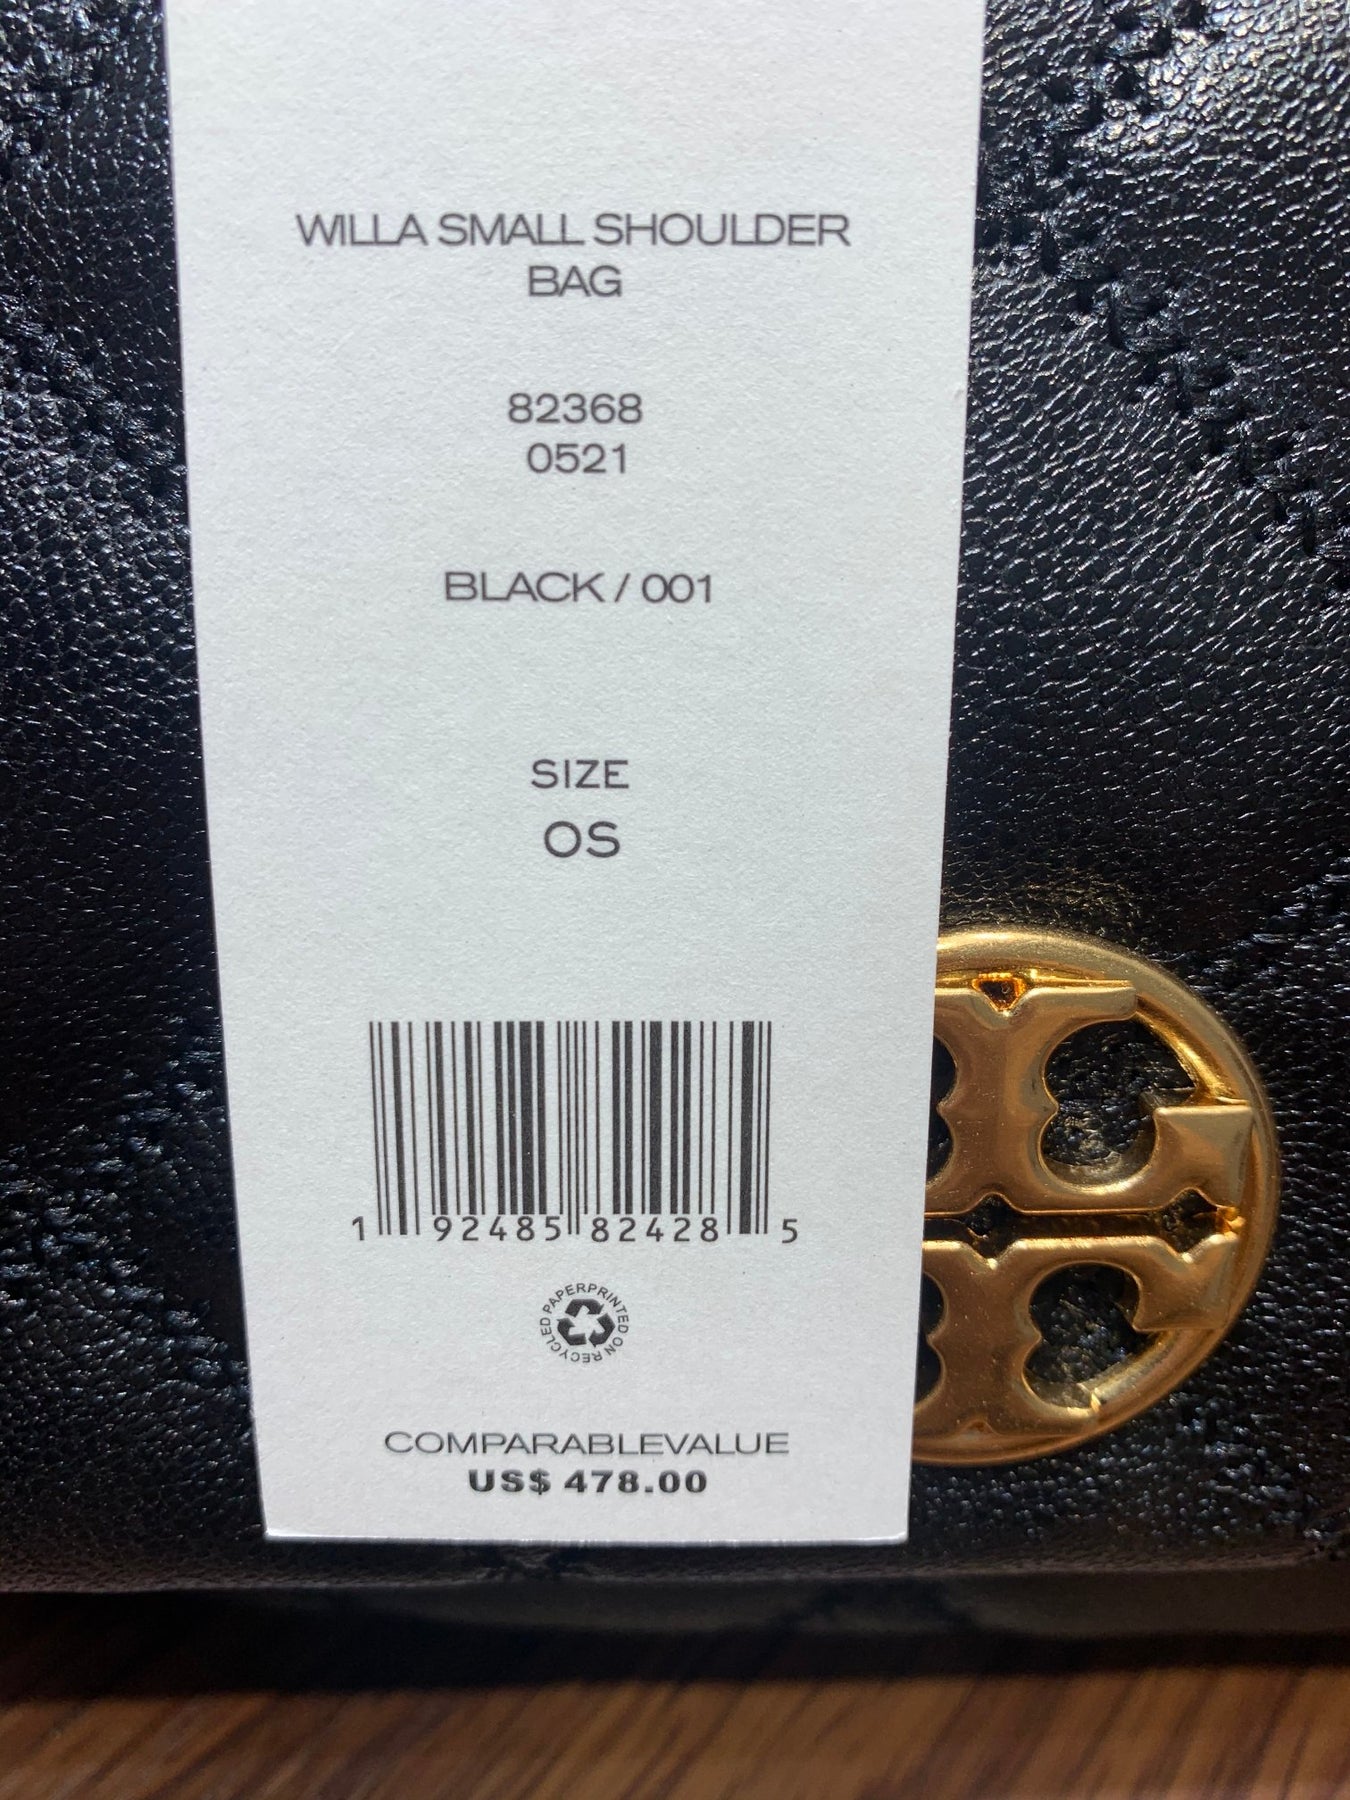 WILLA SMALL SHOULDER
BAG
82368
0521
BLACK / 001
SIZE
OS
1 92485 82428 5
PRINTED ON RECYCLED PAPER
COMPARABLEVALUE
US$ 478.00